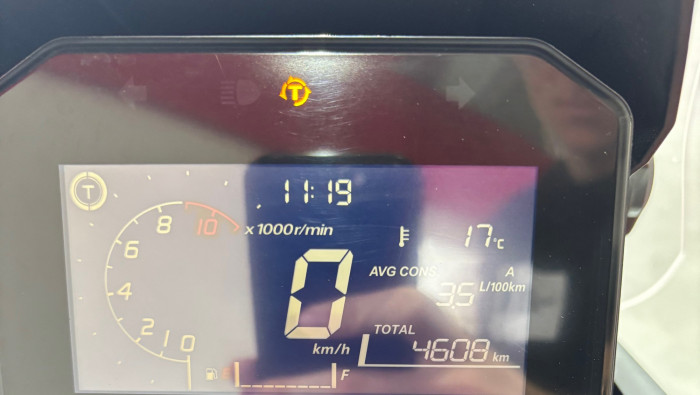 T
11:19
T
8
10
x 1000r/min
6
4
2
1
0
0
km/h
17°C
AVG CONS
A
3.5 L/100km
TOTAL
4608 km
E
F